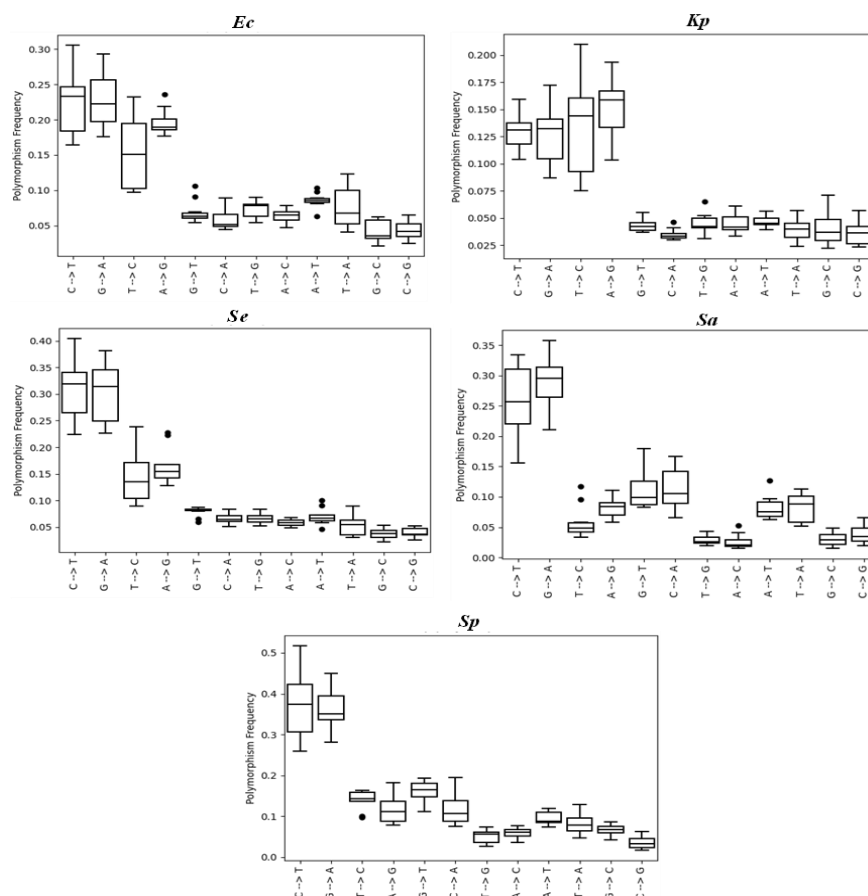 Ec
Polymorphism Frequency
0.30
0.25
0.20
0.15
0.10
0.05
C-->T
G-->A
T-->C
A-->G
G-->T
C-->A
T-->G
A-->C
A-->T
T-->A
G-->C
C-->G
Kp
Polymorphism Frequency
0.200
0.175
0.150
0.125
0.100
0.075
0.050
0.025
C-->T
G-->A
T-->C
A-->G
G-->T
C-->A
T-->G
A-->C
A-->T
T-->A
G-->C
C-->G
Se
Polymorphism Frequency
0.40
0.35
0.30
0.25
0.20
0.15
0.10
0.05
C-->T
G-->A
T-->C
A-->G
G-->T
C-->A
T-->G
A-->C
A-->T
T-->A
G-->C
C-->G
Sa
Polymorphism Frequency
0.35
0.30
0.25
0.20
0.15
0.10
0.05
0.00
C-->T
G-->A
T-->C
A-->G
G-->T
C-->A
T-->G
A-->C
A-->T
T-->A
G-->C
C-->G
Sp
Polymorphism Frequency
0.5
0.4
0.3
0.2
0.1
0.0
C-->T
G-->A
T-->C
A-->G
G-->T
C-->A
T-->G
A-->C
A-->T
T-->A
G-->C
C-->G